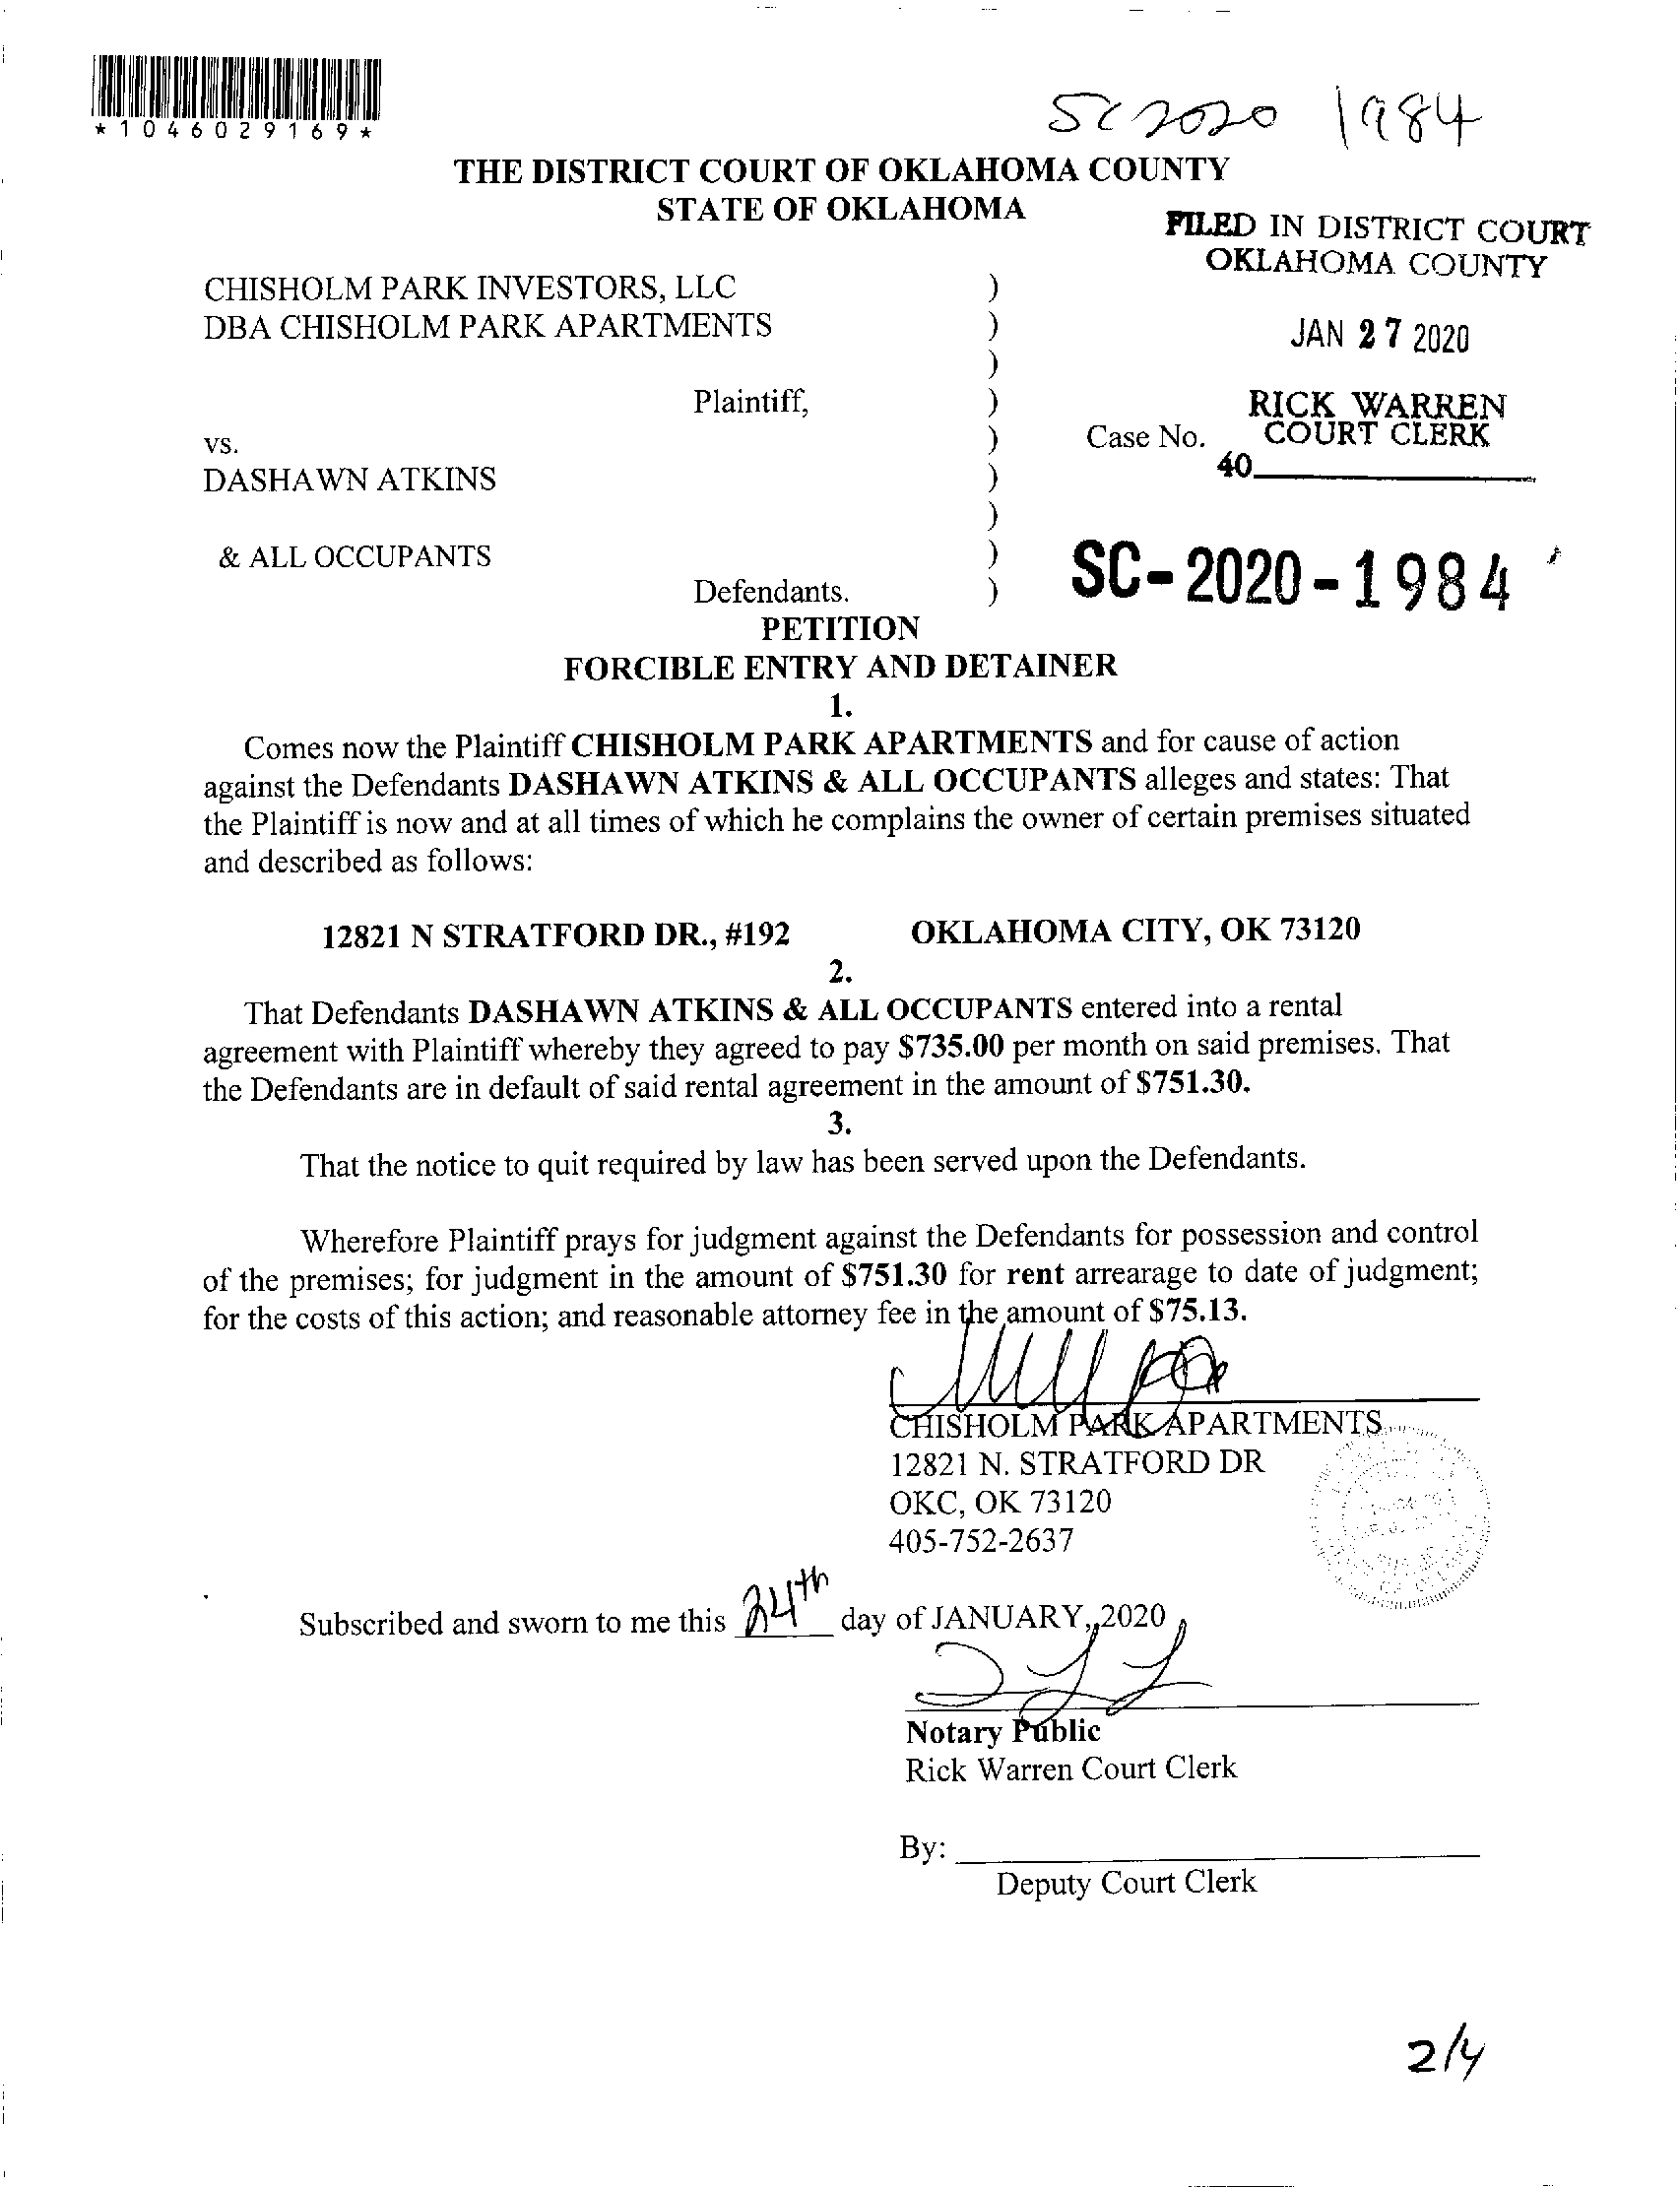 *1046029169*
SC 2020 1984
THE DISTRICT COURT OF OKLAHOMA COUNTY
STATE OF OKLAHOMA
FILED IN DISTRICT COURT
OKLAHOMA COUNTY
CHISHOLM PARK INVESTORS, LLC )
DBA CHISHOLM PARK APARTMENTS )
JAN 27 2020
)
Plaintiff, )
RICK WARREN
vs. ) Case No. COURT CLERK
40
DASHAWN ATKINS )
)
& ALL OCCUPANTS )
SC-2020-1984
Defendants. )
PETITION
FORCIBLE ENTRY AND DETAINER
1.
Comes now the Plaintiff CHISHOLM PARK APARTMENTS and for cause of action
against the Defendants DASHAWN ATKINS & ALL OCCUPANTS alleges and states: That
the Plaintiff is now and at all times of which he complains the owner of certain premises situated
and described as follows:
12821 N STRATFORD DR., #192 OKLAHOMA CITY, OK 73120
2.
That Defendants DASHAWN ATKINS & ALL OCCUPANTS entered into a rental
agreement with Plaintiff whereby they agreed to pay $735.00 per month on said premises. That
the Defendants are in default of said rental agreement in the amount of $751.30.
3.
That the notice to quit required by law has been served upon the Defendants.
Wherefore Plaintiff prays for judgment against the Defendants for possession and control
of the premises; for judgment in the amount of $751.30 for rent arrearage to date of judgment;
for the costs of this action; and reasonable attorney fee in the amount of $75.13.
CHISHOLM PARK APARTMENTS
12821 N. STRATFORD DR
OKC, OK 73120
405-752-2637
Subscribed and sworn to me this 24th day of JANUARY, 2020
Notary Public
Rick Warren Court Clerk
By:
Deputy Court Clerk
2/4